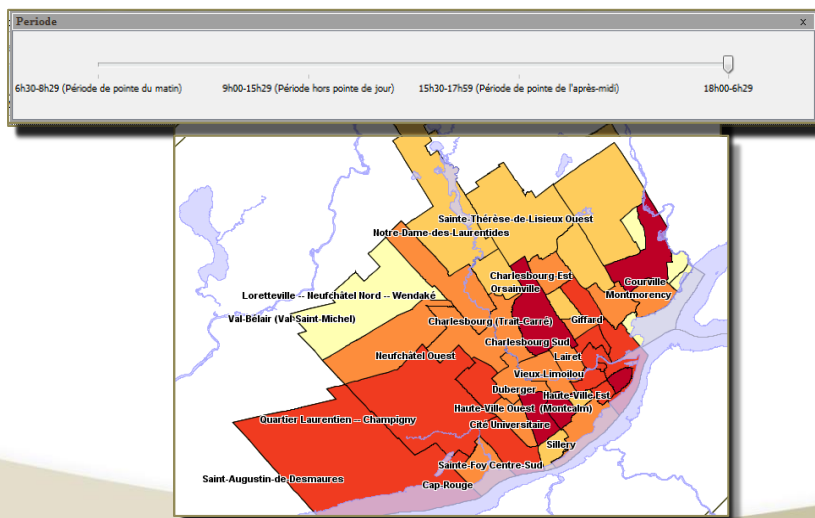 Periode x
6h30-8h29 (Période de pointe du matin) 9h00-15h29 (Période hors pointe de jour) 15h30-17h59 (Période de pointe de l'après-midi) 18h00-6h29
Sainte-Thérèse-de-Lisieux Ouest
Notre-Dame-des-Laurentides
Charlesbourg Est
Courville
Orsainville
Loretteville -- Neufchâtel Nord -- Wendaké
Montmorency
Val-Bélair (Val-Saint-Michel)
Charlesbourg (Trait-Carré) Giffard
Charlesbourg Sud
Neufchâtel Ouest
Lairet
Vieux-Limoilou
Duberger
Haute-Ville Est
Haute-Ville Ouest (Montcalm)
Quartier Laurentien -- Champigny
Cité Universitaire
Sillery
Sainte-Foy Centre-Sud
Saint-Augustin-de Desmaures
Cap-Rouge